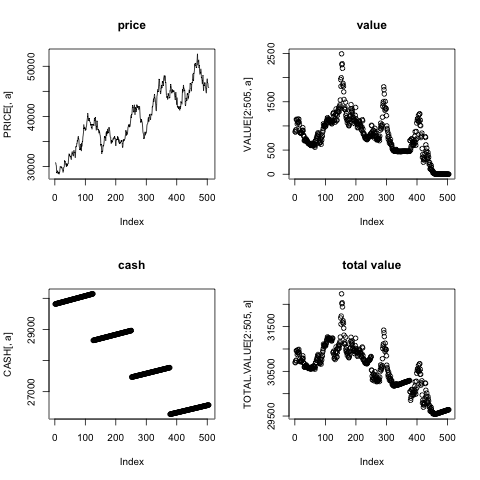 price
PRICE[, a]
50000
40000
30000
0 100 200 300 400 500
Index
value
VALUE[2:505, a]
2500
1500
500
0
0 100 200 300 400 500
Index
cash
CASH[, a]
29000
27000
0 100 200 300 400 500
Index
total value
TOTAL.VALUE[2:505, a]
31500
30500
29500
0 100 200 300 400 500
Index